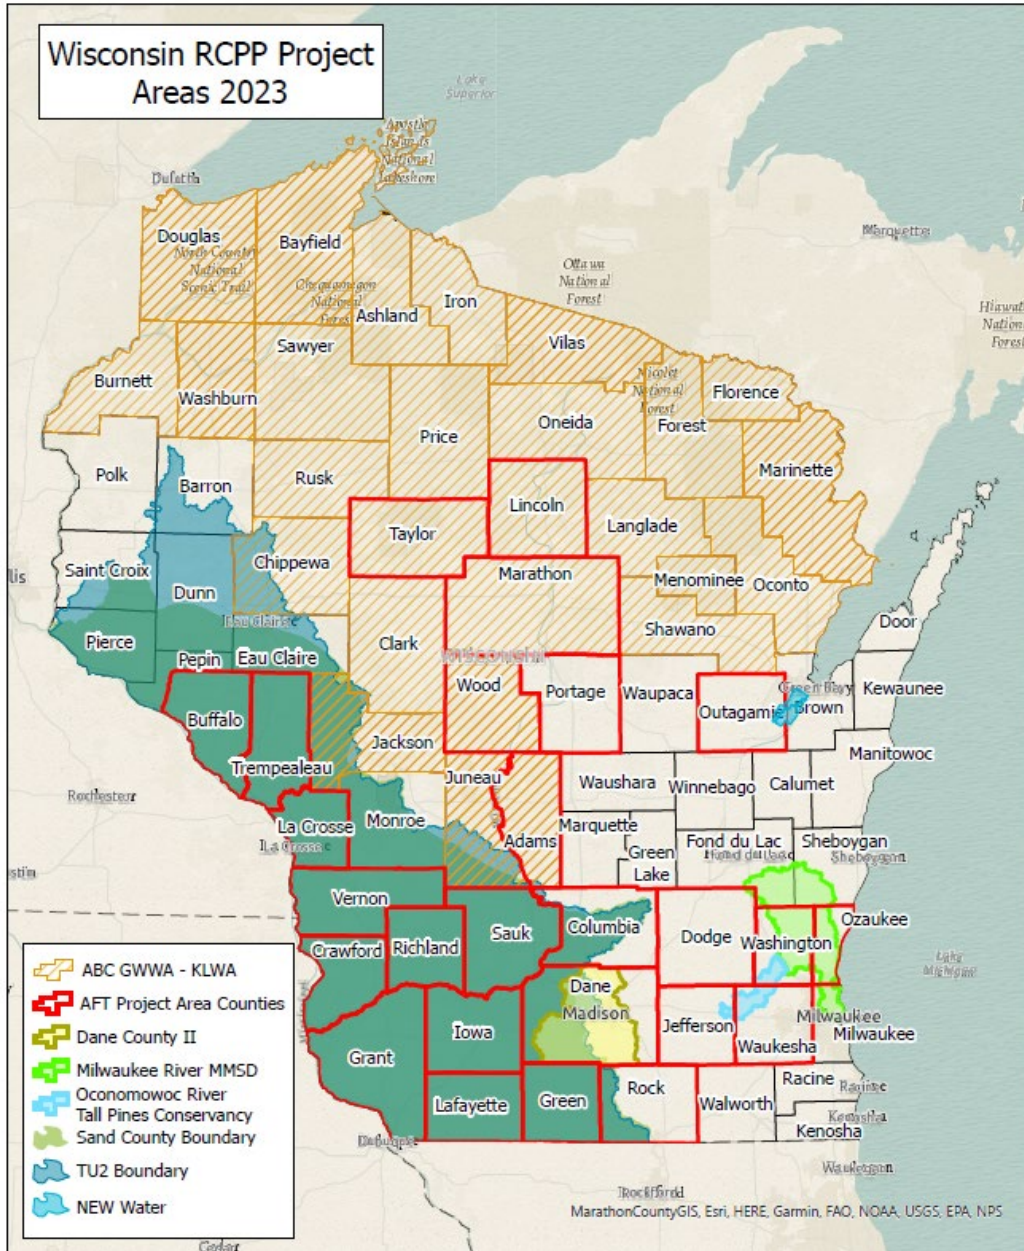 Wisconsin RCPP Project
Areas 2023
Lake
Superior
Apostle
Islands
National
Lakeshore
Duluth
Marquette
Douglas
North Country
National
Scenic Trail
Bayfield
Chequamegon
National
Forest
Ashland
Iron
Ottawa
National
Forest
Hiawat
Nation
Forest
Sawyer
Vilas
Nicolet
National
Forest
Florence
Burnett
Washburn
Price
Oneida
Forest
Marinette
Polk
Barron
Rusk
Lincoln
Taylor
Langlade
Chippewa
Marathon
Menominee
Oconto
lis
Saint Croix
Dunn
Eau Claire
Door
Pierce
Pepin
Eau Claire
Clark
Shawano
WISCONSIN
Wood
Portage
Waupaca
Outagamie
Green Bay
Brown
Kewaunee
Buffalo
Trempealeau
Jackson
Juneau
Manitowoc
Waushara
Winnebago
Calumet
Rochester
La Crosse
La Crosse
Monroe
Adams
Marquette
Green
Lake
Fond du Lac
Fond du Lac
Sheboygan
Sheboygan
stin
Vernon
Crawford
Richland
Sauk
Columbia
Dodge
Washington
Ozaukee
Lake
Michigan
Dane
Madison
Jefferson
Waukesha
Milwaukee
Milwaukee
Grant
Iowa
Lafayette
Green
Rock
Walworth
Racine
Racine
Kenosha
Kenosha
Dubuque
Waukegan
Rockford
ABC GWWA - KLWA
AFT Project Area Counties
Dane County II
Milwaukee River MMSD
Oconomowoc River
Tall Pines Conservancy
Sand County Boundary
TU2 Boundary
NEW Water
MarathonCountyGIS, Esri, HERE, Garmin, FAO, NOAA, USGS, EPA, NPS